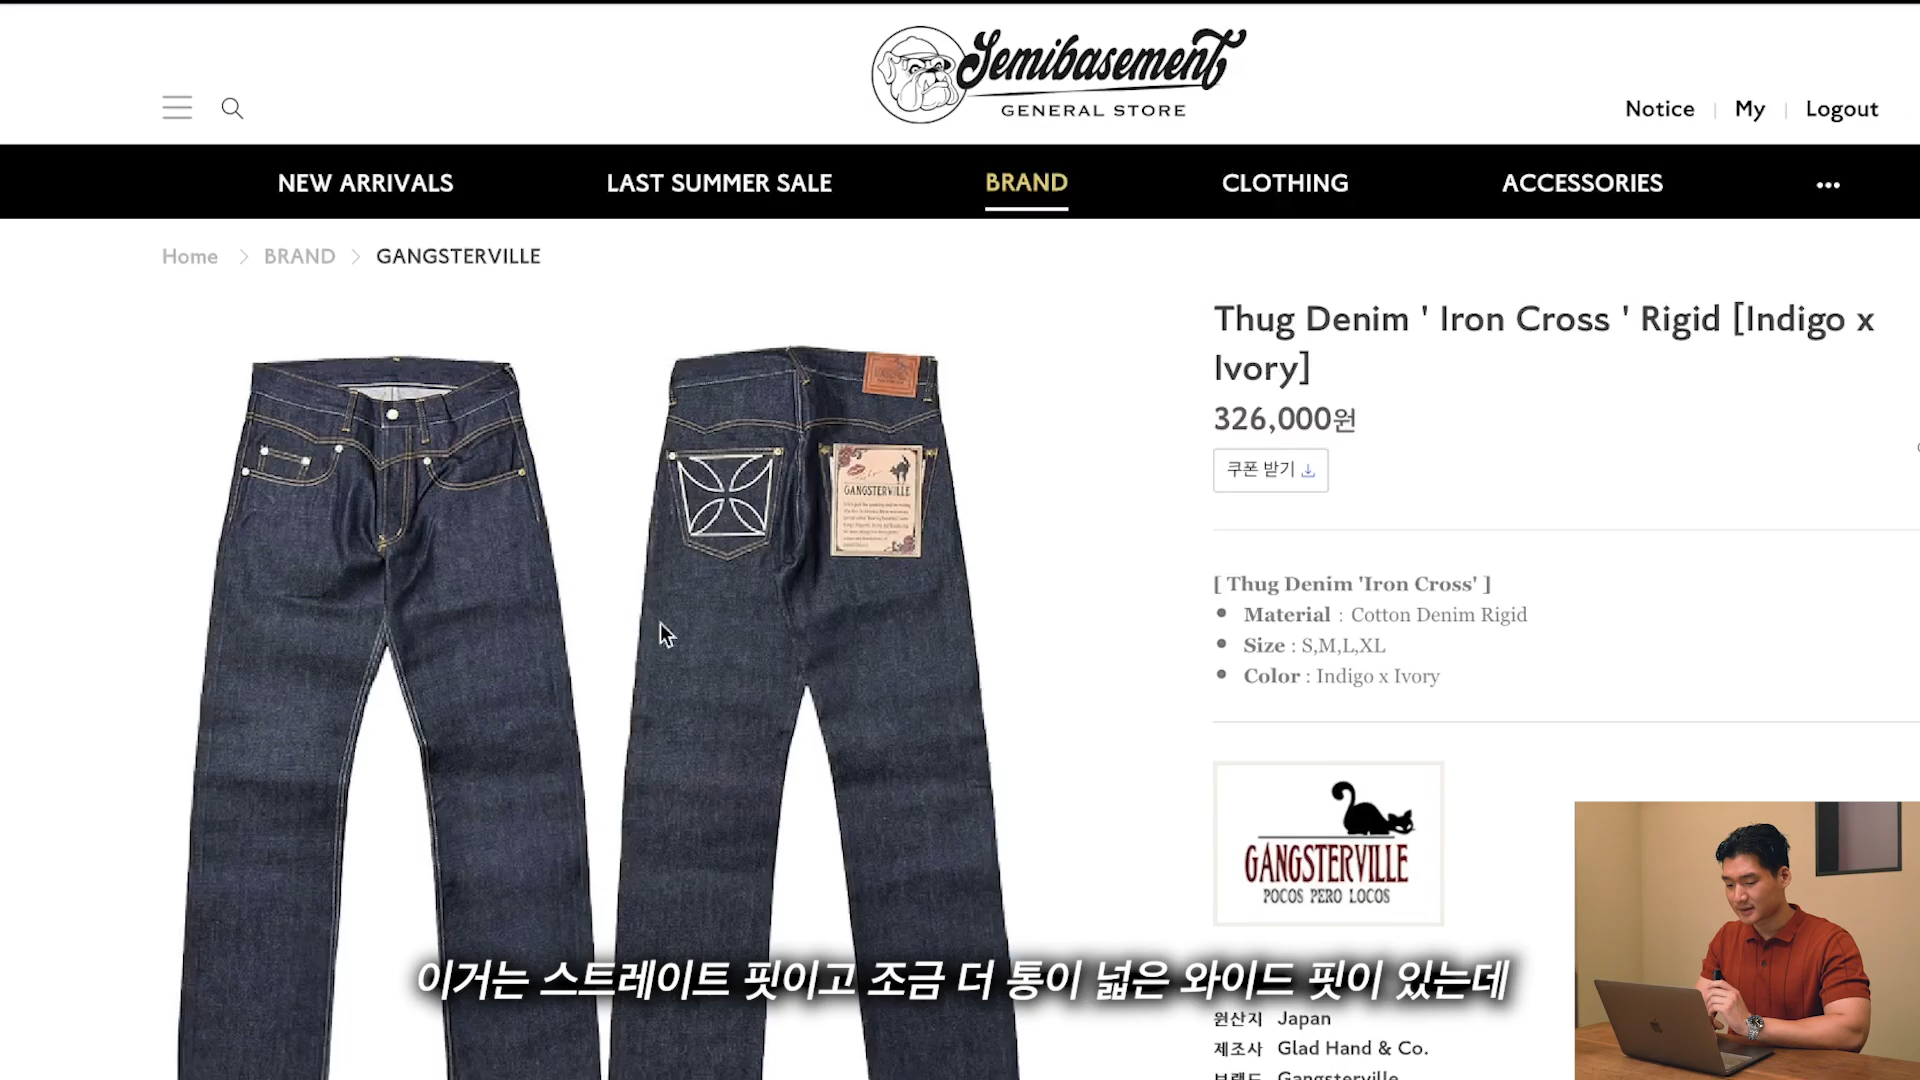 Semibasement
GENERAL STORE
Notice | My | Logout
NEW ARRIVALS LAST SUMMER SALE BRAND CLOTHING ACCESSORIES •••
Home > BRAND > GANGSTERVILLE
Thug Denim ' Iron Cross ' Rigid [Indigo x
Ivory]
326,000원
쿠폰 받기
GANGSTERVILLE
[ Thug Denim 'Iron Cross' ]
• Material : Cotton Denim Rigid
• Size : S,M,L,XL
• Color : Indigo x Ivory
GANGSTERVILLE
POCOS PERO LOCOS
이거는 스트레이트 핏이고 조금 더 통이 넓은 와이드 핏이 있는데
원산지 Japan
제조사 Glad Hand & Co.
브랜드 Gangsterville